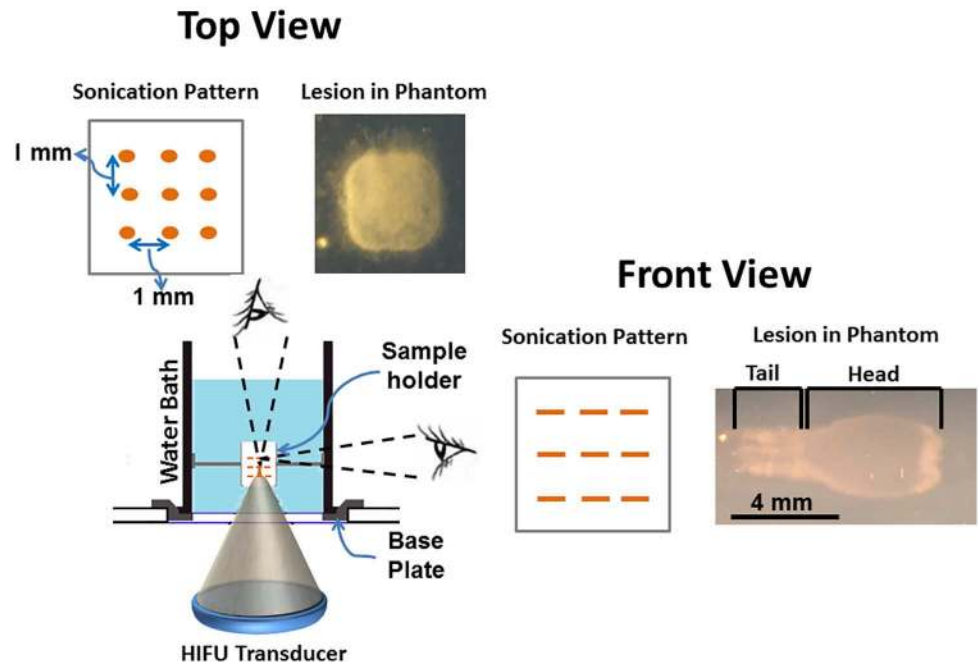 Top View
Sonication Pattern
Lesion in Phantom
1 mm
1 mm
Front View
Sonication Pattern
Lesion in Phantom
Tail
Head
4 mm
Water Bath
Sample
holder
Base
Plate
HIFU Transducer